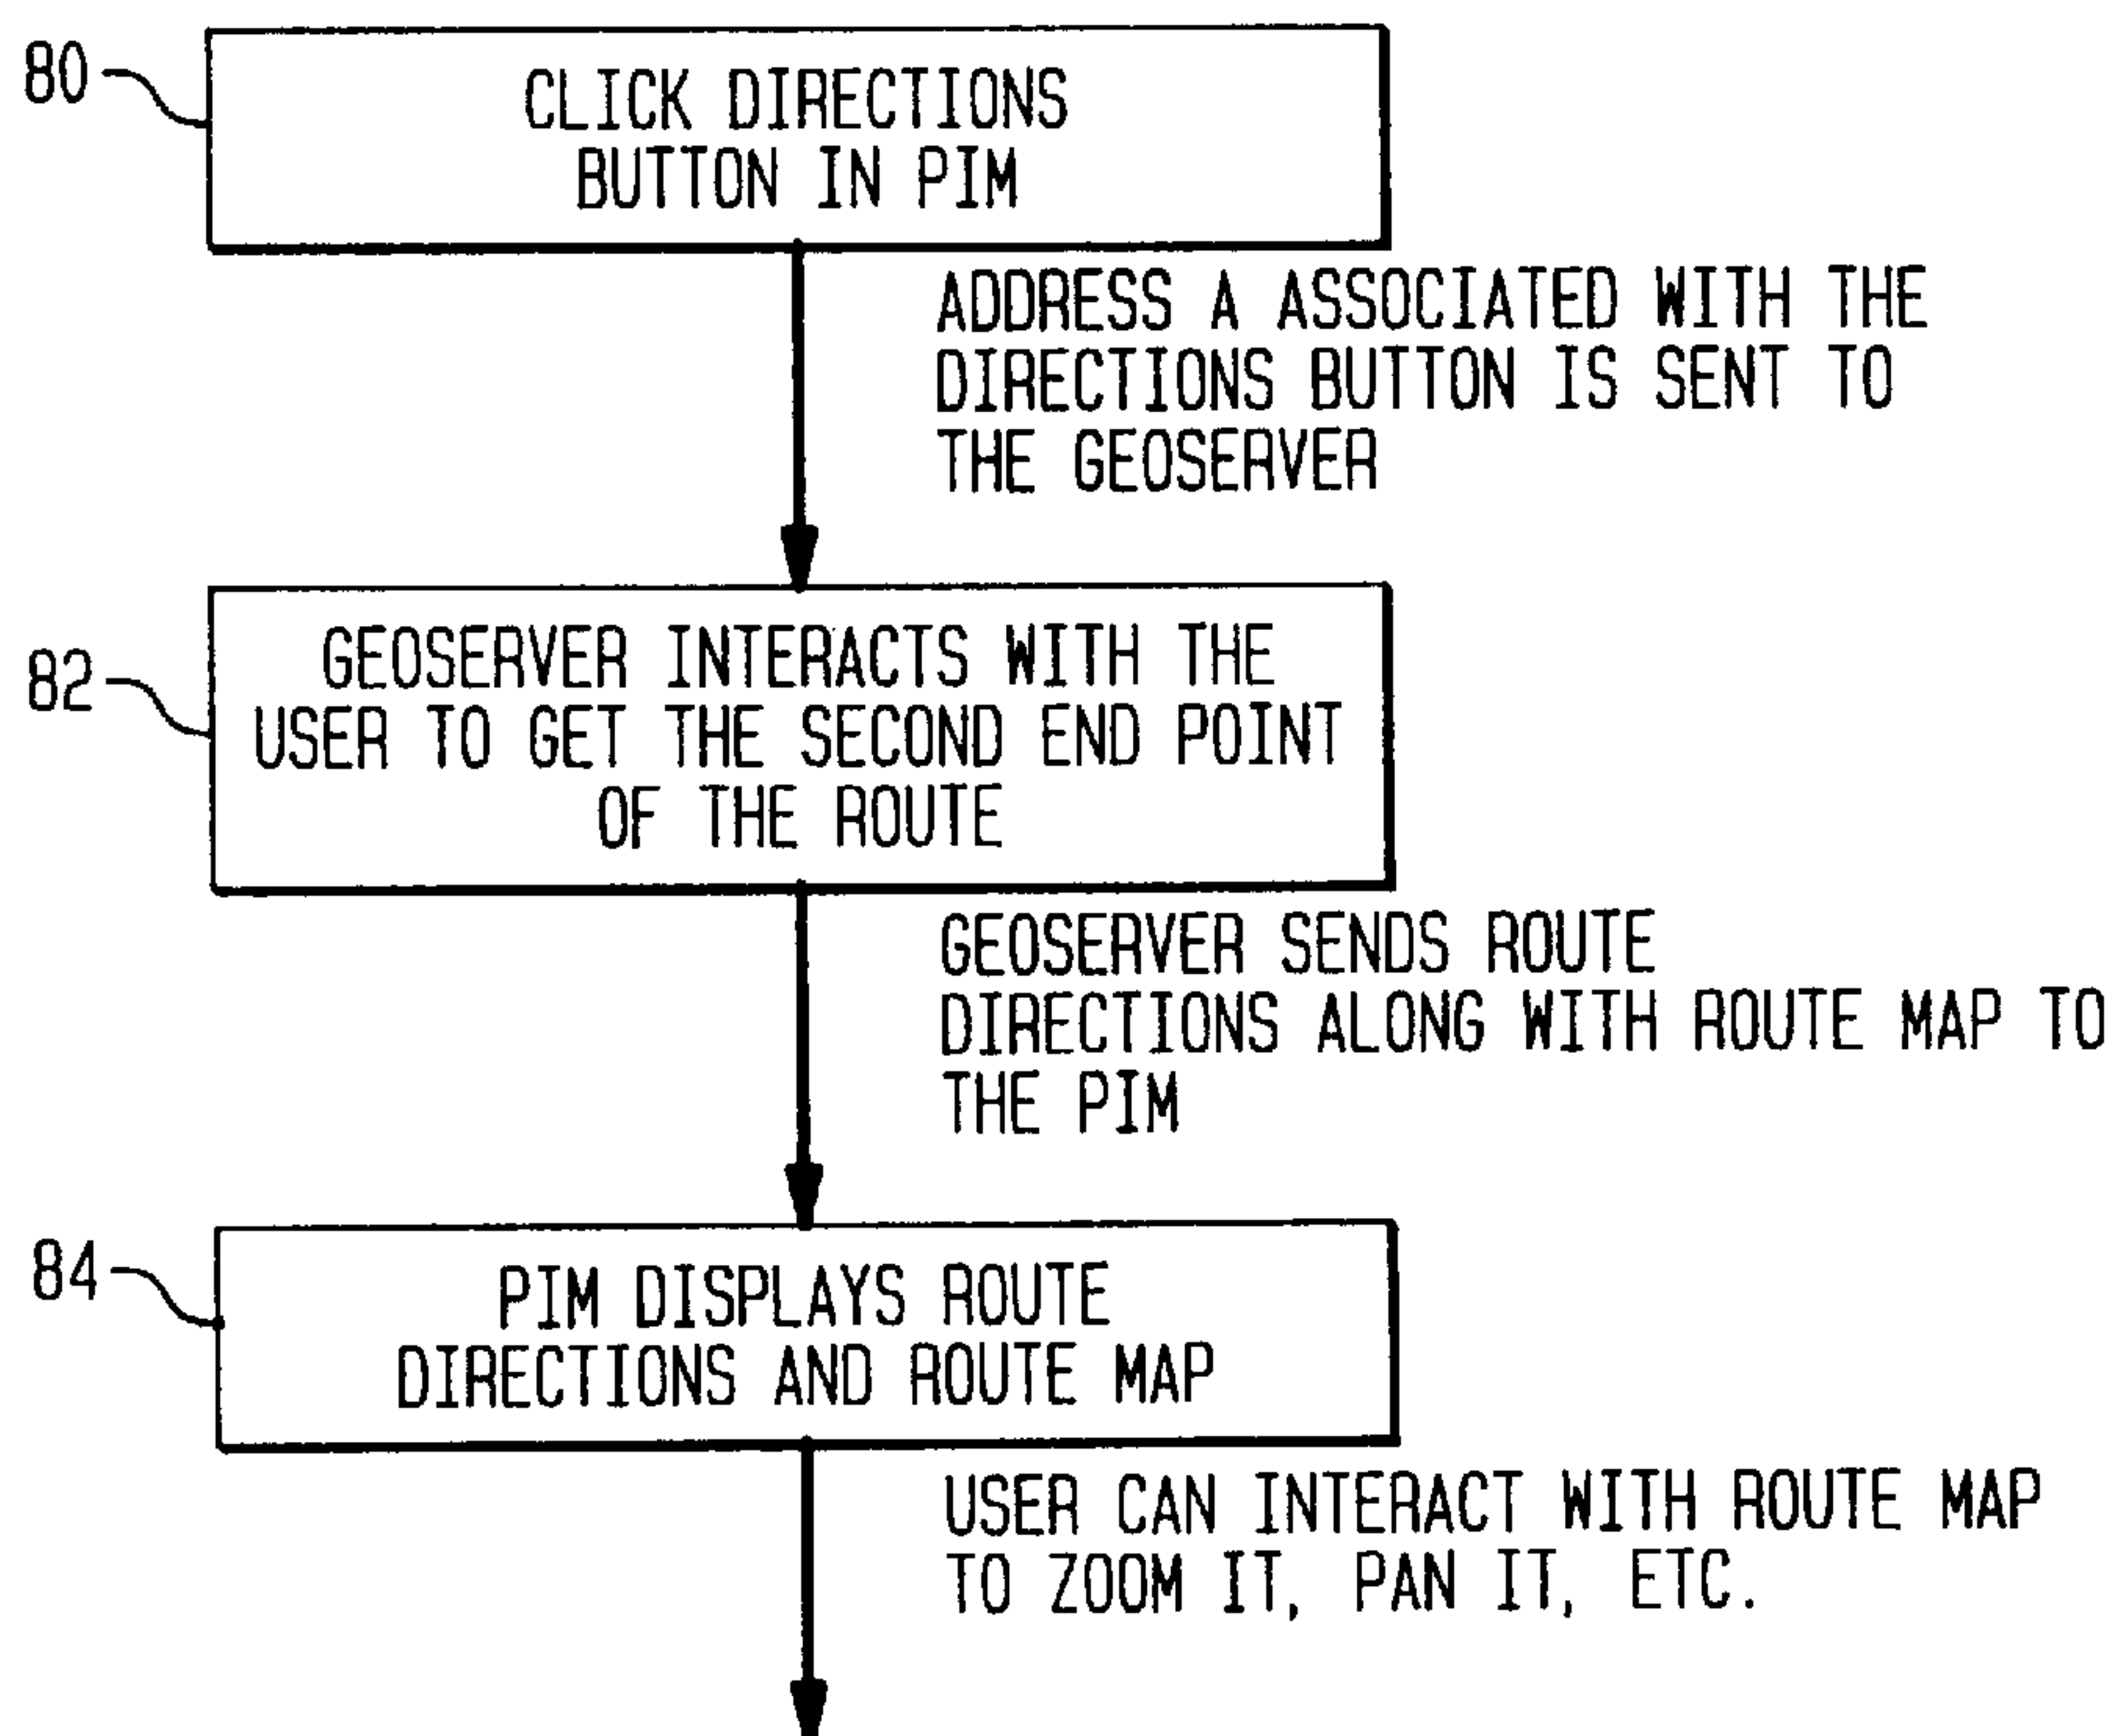 80
CLICK DIRECTIONS
BUTTON IN PIM
ADDRESS A ASSOCIATED WITH THE
DIRECTIONS BUTTON IS SENT TO
THE GEOSERVER
82
GEOSERVER INTERACTS WITH THE
USER TO GET THE SECOND END POINT
OF THE ROUTE
GEOSERVER SENDS ROUTE
DIRECTIONS ALONG WITH ROUTE MAP TO
THE PIM
84
PIM DISPLAYS ROUTE
DIRECTIONS AND ROUTE MAP
USER CAN INTERACT WITH ROUTE MAP
TO ZOOM IT, PAN IT, ETC.